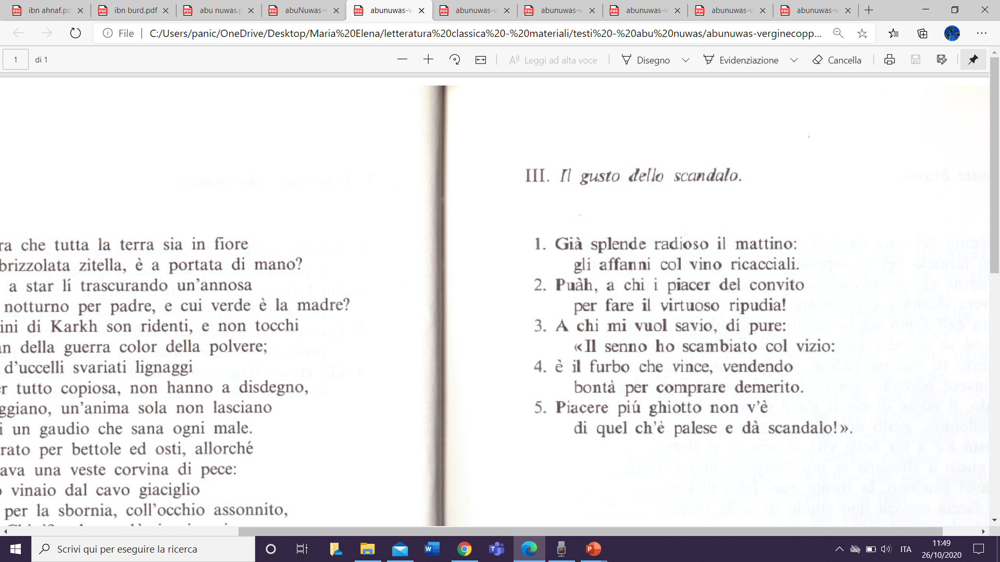 ibn ahnaf.pd
ibn burd.pdf
abu nuwas.p
abuNuwas-v
abunuwas-ve
abunuwas-v
abunuwas-v
abunuwas-v
abunuwas-v
abunuwas-v
File
C:/Users/panic/OneDrive/Desktop/Maria%20Elena/letteratura%20classica%20-%20materiali/testi%20-%20abu%20nuwas/abunuwas-verginecopp...
1
di 1
Leggi ad alta voce
Disegno
Evidenziazione
Cancella
ra che tutta la terra sia in fiore
brizzolata zitella, è a portata di mano?
a star lí trascurando un'annosa
notturno per padre, e cui verde è la madre?
ini di Karkh son ridenti, e non tocchi
an della guerra color della polvere;
d'uccelli svariati lignaggi
er tutto copiosa, non hanno a disdegno,
ggiano, un'anima sola non lasciano
i un gaudio che sana ogni male.
rato per bettole ed osti, allorché
ava una veste corvina di pece:
o vinaio dal cavo giaciglio
per la sbornia, coll'occhio assonnito,
III. Il gusto dello scandalo.
1. Già splende radioso il mattino:
gli affanni col vino ricacciali.
2. Puàh, a chi i piacer del convito
per fare il virtuoso ripudia!
3. A chi mi vuol savio, dí pure:
«Il senno ho scambiato col vizio:
4. è il furbo che vince, vendendo
bontà per comprare demerito.
5. Piacere piú ghiotto non v'è
di quel ch'è palese e dà scandalo!».
Scrivi qui per eseguire la ricerca
ITA
11:49
26/10/2020